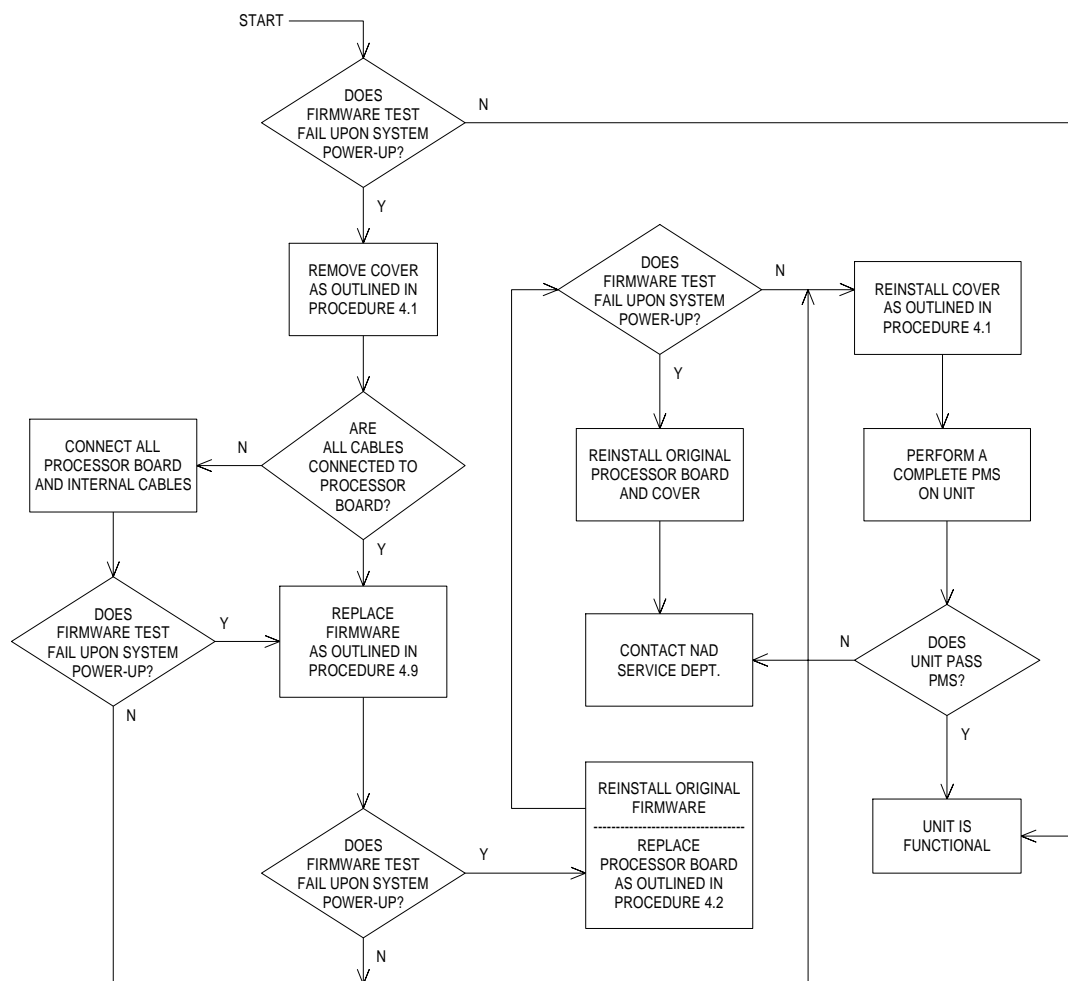 START
DOES
FIRMWARE TEST
FAIL UPON SYSTEM
POWER-UP?
N
Y
REMOVE COVER
AS OUTLINED IN
PROCEDURE 4.1
ARE
ALL CABLES
CONNECTED TO
PROCESSOR
BOARD?
N
Y
CONNECT ALL
PROCESSOR BOARD
AND INTERNAL CABLES
DOES
FIRMWARE TEST
FAIL UPON SYSTEM
POWER-UP?
Y
N
REPLACE
FIRMWARE
AS OUTLINED IN
PROCEDURE 4.9
DOES
FIRMWARE TEST
FAIL UPON SYSTEM
POWER-UP?
Y
N
REINSTALL ORIGINAL
FIRMWARE
REPLACE
PROCESSOR BOARD
AS OUTLINED IN
PROCEDURE 4.2
DOES
FIRMWARE TEST
FAIL UPON SYSTEM
POWER-UP?
N
Y
REINSTALL ORIGINAL
PROCESSOR BOARD
AND COVER
CONTACT NAD
SERVICE DEPT.
REINSTALL COVER
AS OUTLINED IN
PROCEDURE 4.1
PERFORM A
COMPLETE PMS
ON UNIT
DOES
UNIT PASS
PMS?
N
Y
UNIT IS
FUNCTIONAL